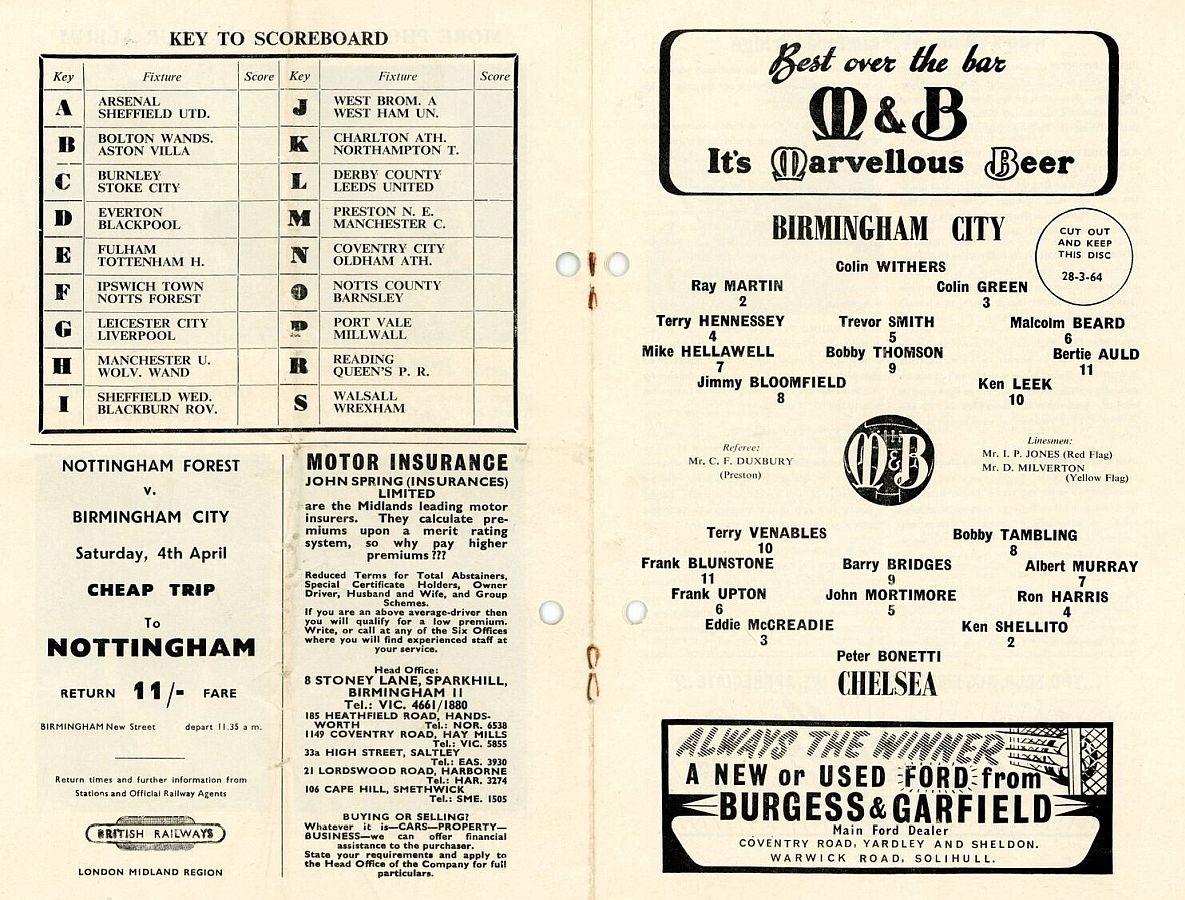 KEY TO SCOREBOARD
Key Fixture Score Key Fixture Score
A ARSENAL
SHEFFIELD UTD.
J WEST BROM. A
WEST HAM UN.
B BOLTON WANDS.
ASTON VILLA
K CHARLTON ATH.
NORTHAMPTON T.
C BURNLEY
STOKE CITY
L DERBY COUNTY
LEEDS UNITED
D EVERTON
BLACKPOOL
M PRESTON N. E.
MANCHESTER C.
E FULHAM
TOTTENHAM H.
N COVENTRY CITY
OLDHAM ATH.
F IPSWICH TOWN
NOTTS FOREST
O NOTTS COUNTY
BARNSLEY
G LEICESTER CITY
LIVERPOOL
P PORT VALE
MILLWALL
H MANCHESTER U.
WOLV. WAND
R READING
QUEEN'S P. R.
I SHEFFIELD WED.
BLACKBURN ROV.
S WALSALL
WREXHAM
NOTTINGHAM FOREST
v.
BIRMINGHAM CITY
Saturday, 4th April
CHEAP TRIP
To
NOTTINGHAM
RETURN 11/- FARE
BIRMINGHAM New Street depart 11.35 a m.
Return times and further information from
Stations and Official Railway Agents
BRITISH RAILWAYS
LONDON MIDLAND REGION
MOTOR INSURANCE
JOHN SPRING (INSURANCES)
LIMITED
are the Midlands leading motor
insurers. They calculate pre-
miums upon a merit rating
system, so why pay higher
premiums ???
Reduced Terms for Total Abstainers,
Special Certificate Holders, Owner
Driver, Husband and Wife, and Group
Schemes.
If you are an above average-driver then
you will qualify for a low premium.
Write, or call at any of the Six Offices
where you will find experienced staff at
your service.
Head Office:
8 STONEY LANE, SPARKHILL,
BIRMINGHAM 11
Tel.: VIC. 4661/1880
185 HEATHFIELD ROAD, HANDS-
WORTH Tel.: NOR. 6538
1149 COVENTRY ROAD, HAY MILLS
Tel.: VIC. 5855
33a HIGH STREET, SALTLEY
Tel.: EAS. 3930
21 LORDSWOOD ROAD, HARBORNE
Tel.: HAR. 3274
106 CAPE HILL, SMETHWICK
Tel.: SME. 1505
BUYING OR SELLING?
Whatever it is—CARS—PROPERTY—
BUSINESS—we can offer financial
assistance to the purchaser.
State your requirements and apply to
the Head Office of the Company for full
particulars.
Best over the bar
M & B
It's Marvellous Beer
BIRMINGHAM CITY
CUT OUT
AND KEEP
THIS DISC
28-3-64
Colin WITHERS
Ray MARTIN Colin GREEN
2 3
Terry HENNESSEY Trevor SMITH Malcolm BEARD
4 5 6
Mike HELLAWELL Bobby THOMSON Bertie AULD
7 9 11
Jimmy BLOOMFIELD Ken LEEK
8 10
Referee:
Mr. C. F. DUXBURY
(Preston)
M&B
Linesmen:
Mr. I. P. JONES (Red Flag)
Mr. D. MILVERTON
(Yellow Flag)
Terry VENABLES Bobby TAMBLING
10 8
Frank BLUNSTONE Barry BRIDGES Albert MURRAY
11 9 7
Frank UPTON John MORTIMORE Ron HARRIS
6 5 4
Eddie McCREADIE Ken SHELLITO
3 2
Peter BONETTI
CHELSEA
ALWAYS THE WINNER
A NEW or USED FORD from
BURGESS & GARFIELD
Main Ford Dealer
COVENTRY ROAD, YARDLEY AND SHELDON.
WARWICK ROAD, SOLIHULL.